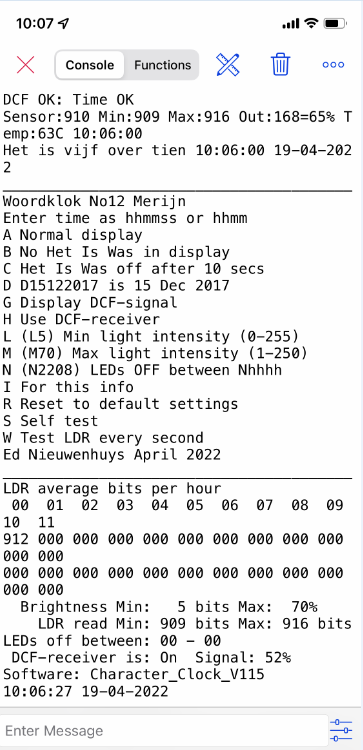 10:07
Console
Functions
DCF OK: Time OK
Sensor:910 Min:909 Max:916 Out:168=65% T
emp:63C 10:06:00
Het is vijf over tien 10:06:00 19-04-202
2
Woordklok No12 Merijn
Enter time as hhmmss or hhmm
A Normal display
B No Het Is Was in display
C Het Is Was off after 10 secs
D D15122017 is 15 Dec 2017
G Display DCF-signal
H Use DCF-receiver
L (L5) Min light intensity (0-255)
M (M70) Max light intensity (1-250)
N (N2208) LEDs OFF between Nhhhh
I For this info
R Reset to default settings
S Self test
W Test LDR every second
Ed Nieuwenhuys April 2022
LDR average bits per hour
00 01 02 03 04 05 06 07 08 09
10 11
912 000 000 000 000 000 000 000 000 000
000 000
000 000 000 000 000 000 000 000 000 000
000 000
Brightness Min: 5 bits Max: 70%
LDR read Min: 909 bits Max: 916 bits
LEDs off between: 00 - 00
DCF-receiver is: On Signal: 52%
Software: Character_Clock_V115
10:06:27 19-04-2022
Enter Message